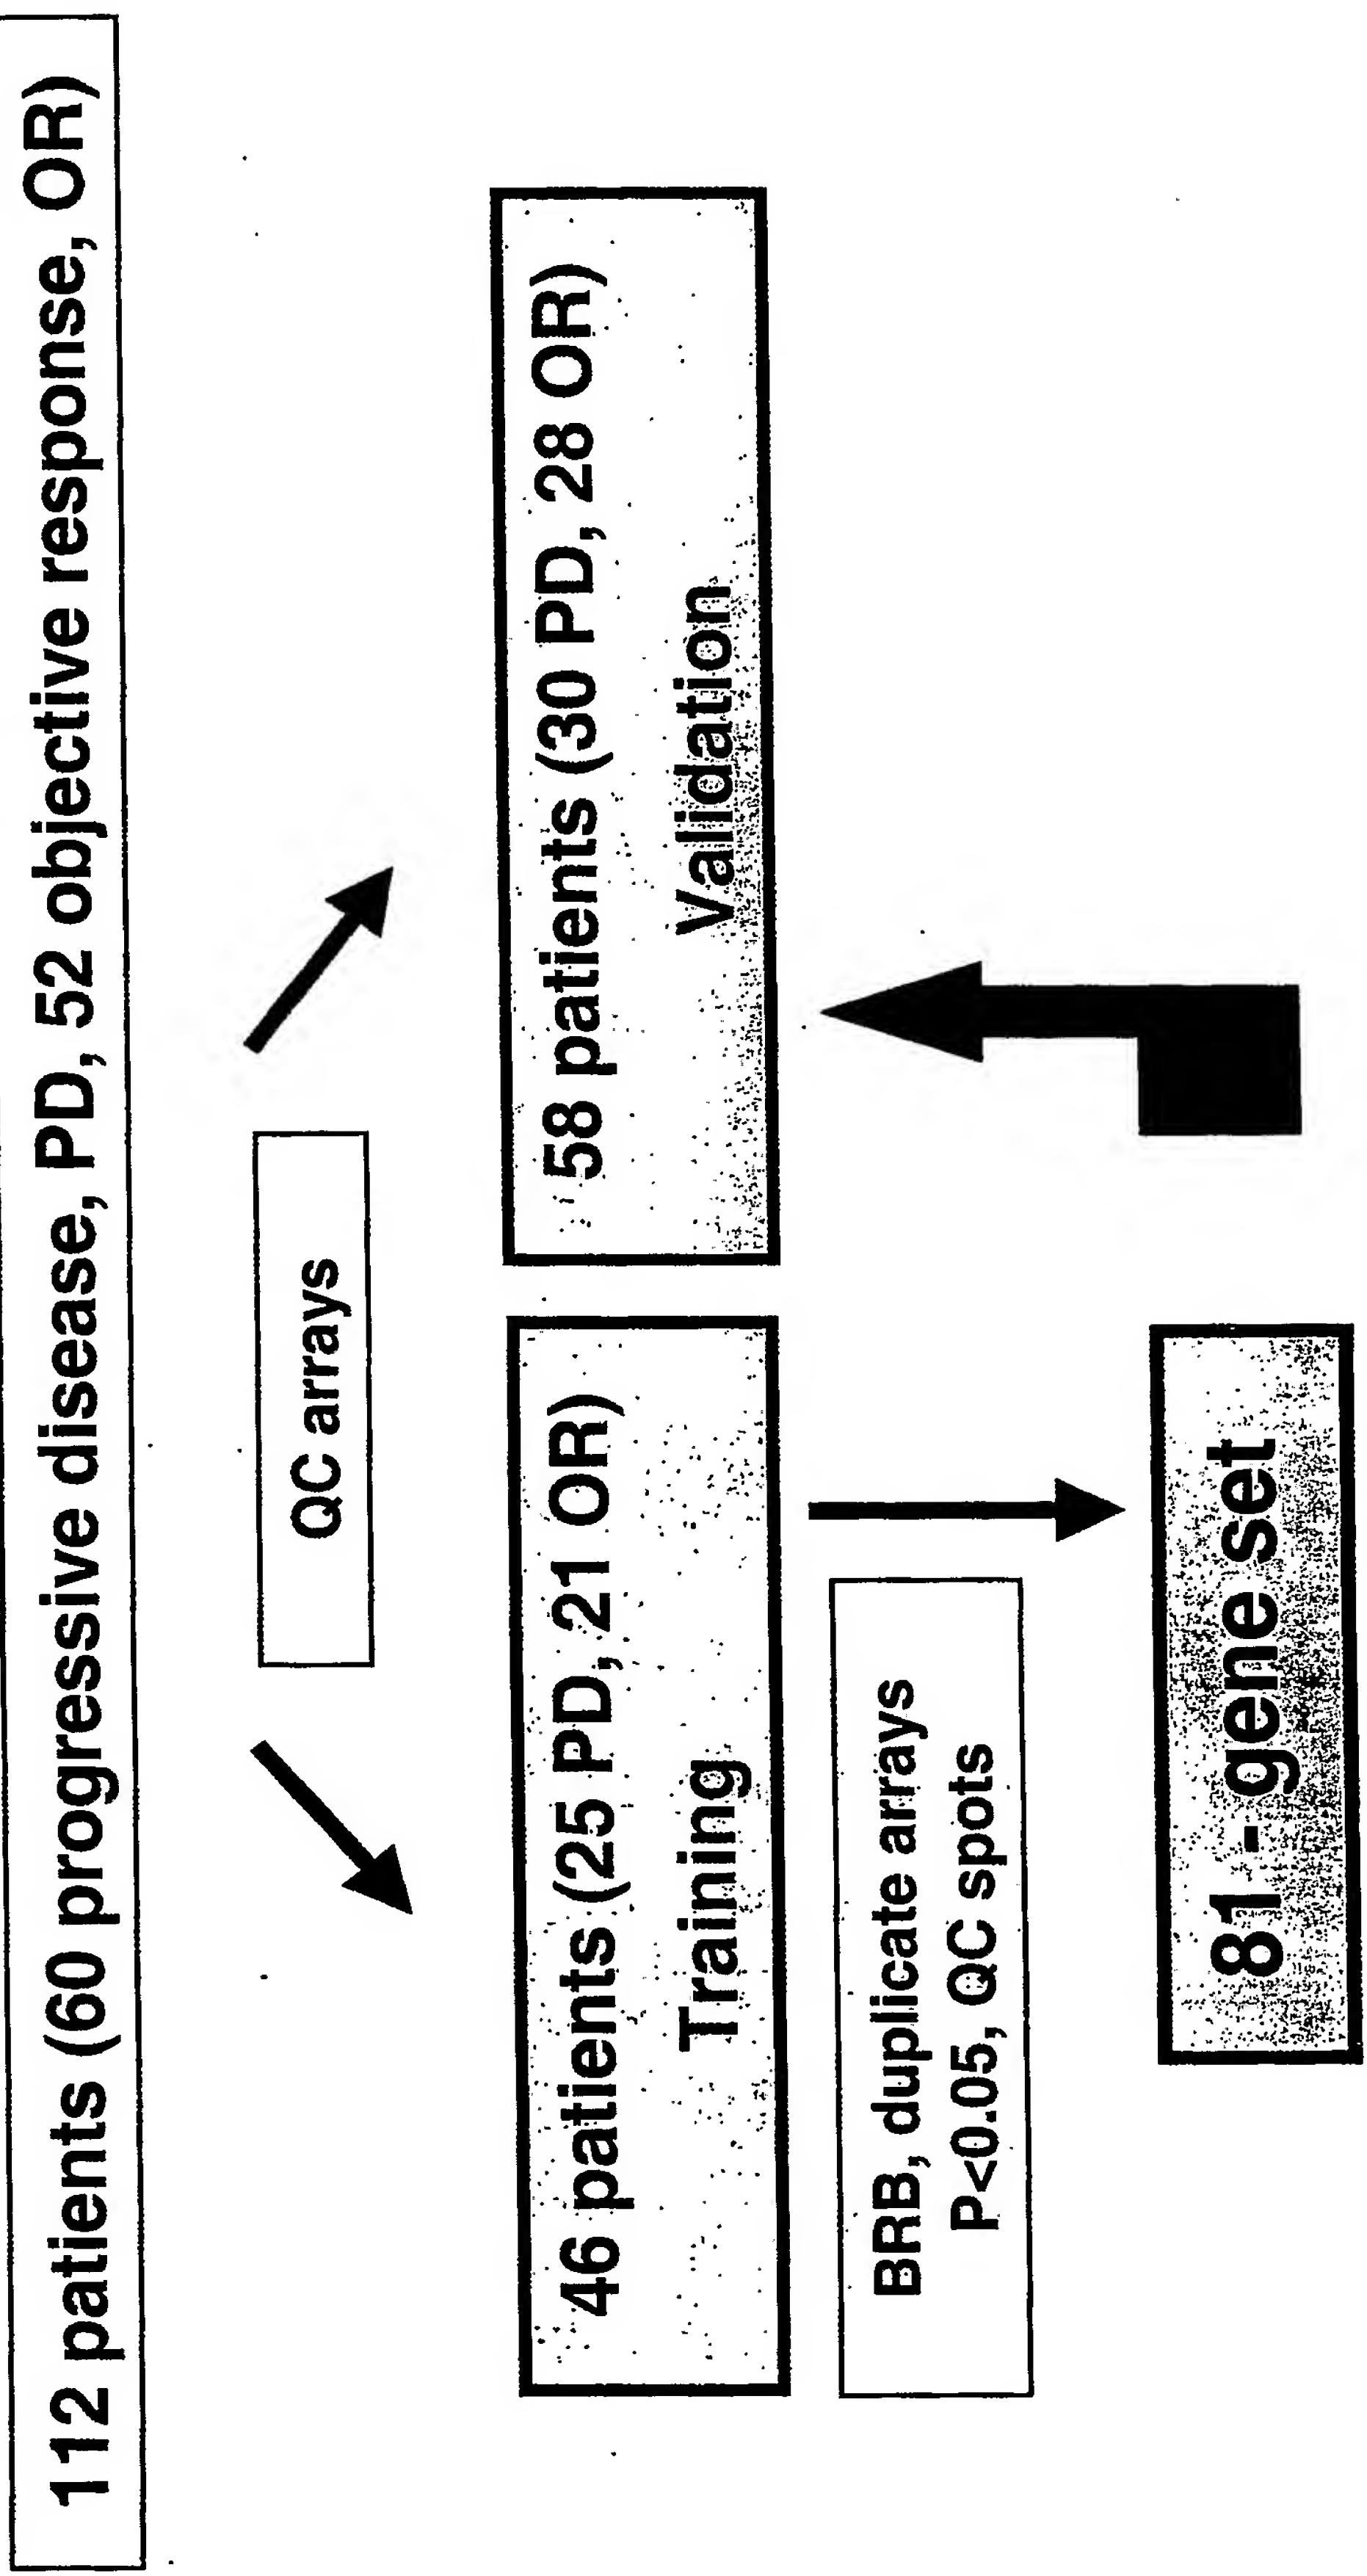 112 patients (60 progressive disease, PD, 52 objective response, OR)
QC arrays
46 patients (25 PD, 21 OR)
Training
58 patients (30 PD, 28 OR)
Validation
BRB, duplicate arrays
P<0.05, QC spots
81 - gene set